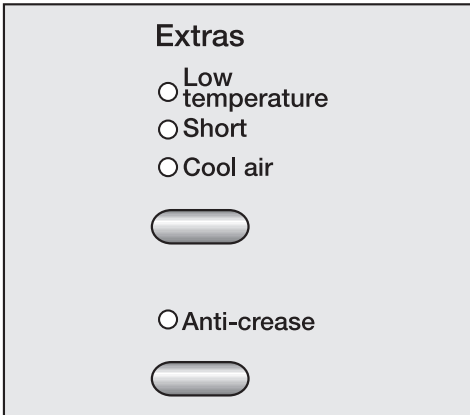 Extras
Low
temperature
Short
Cool air
Anti-crease